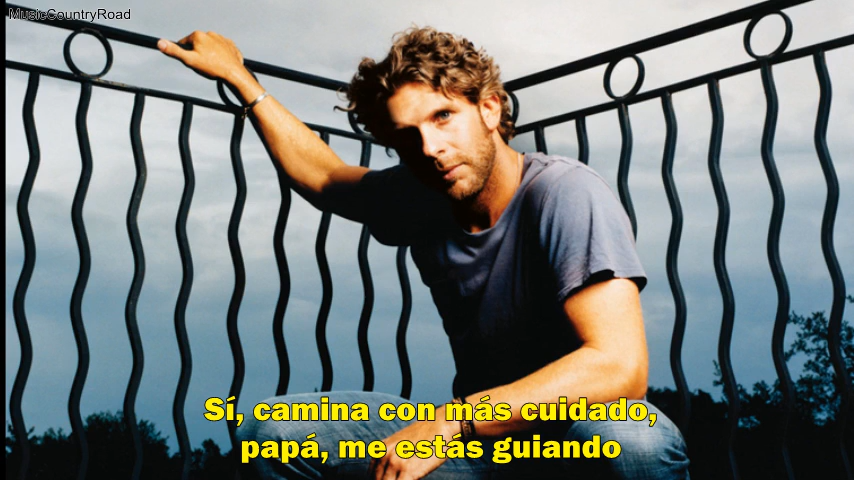 MusicCountryRoad
Sí, camina con más cuidado,
papá, me estás guiando